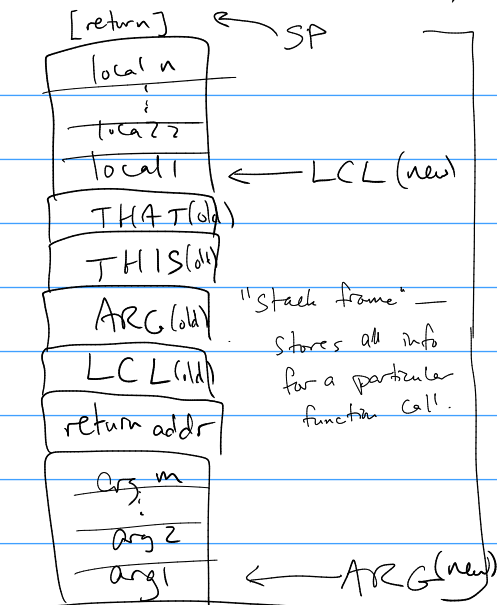 [return]
SP
local n
local 2
local 1
LCL (new)
THAT (old)
THIS (old)
ARG (old)
"Stack frame" —
stores all info
for a particular
function call.
LCL (old)
return addr
arg m
arg 2
arg 1
ARG (new)